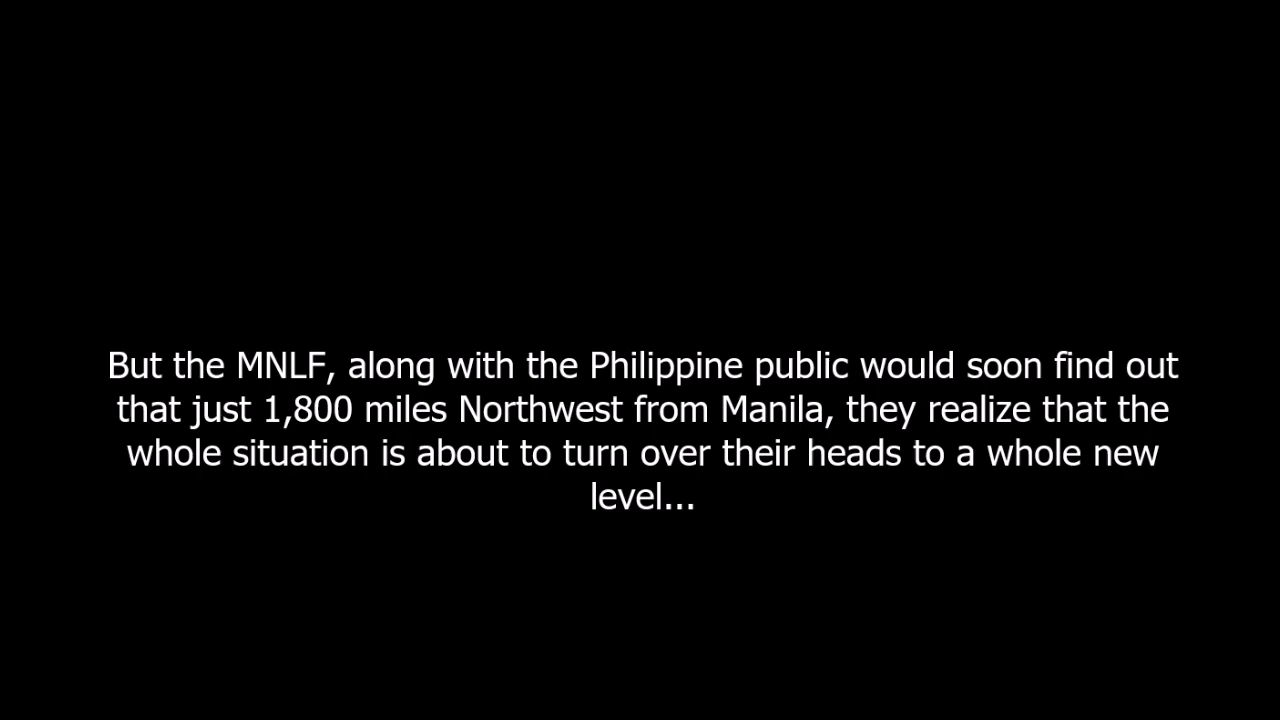 But the MNLF, along with the Philippine public would soon find out
that just 1,800 miles Northwest from Manila, they realize that the
whole situation is about to turn over their heads to a whole new
level...